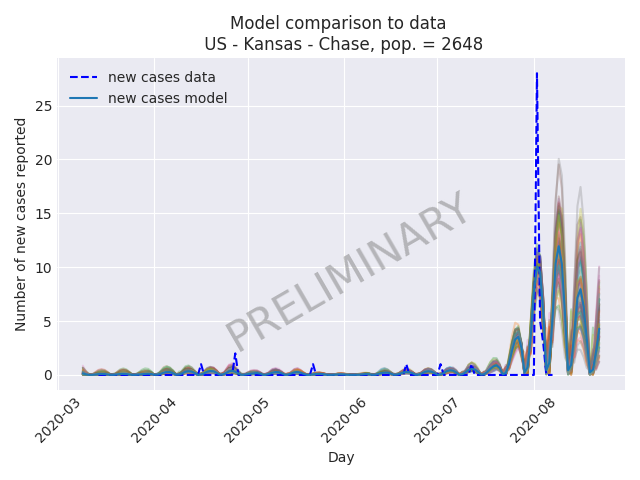 Model comparison to data
US - Kansas - Chase, pop. = 2648
new cases data
new cases model
Number of new cases reported
25
20
15
10
5
0
PRELIMINARY
2020-03
2020-04
2020-05
2020-06
2020-07
2020-08
Day